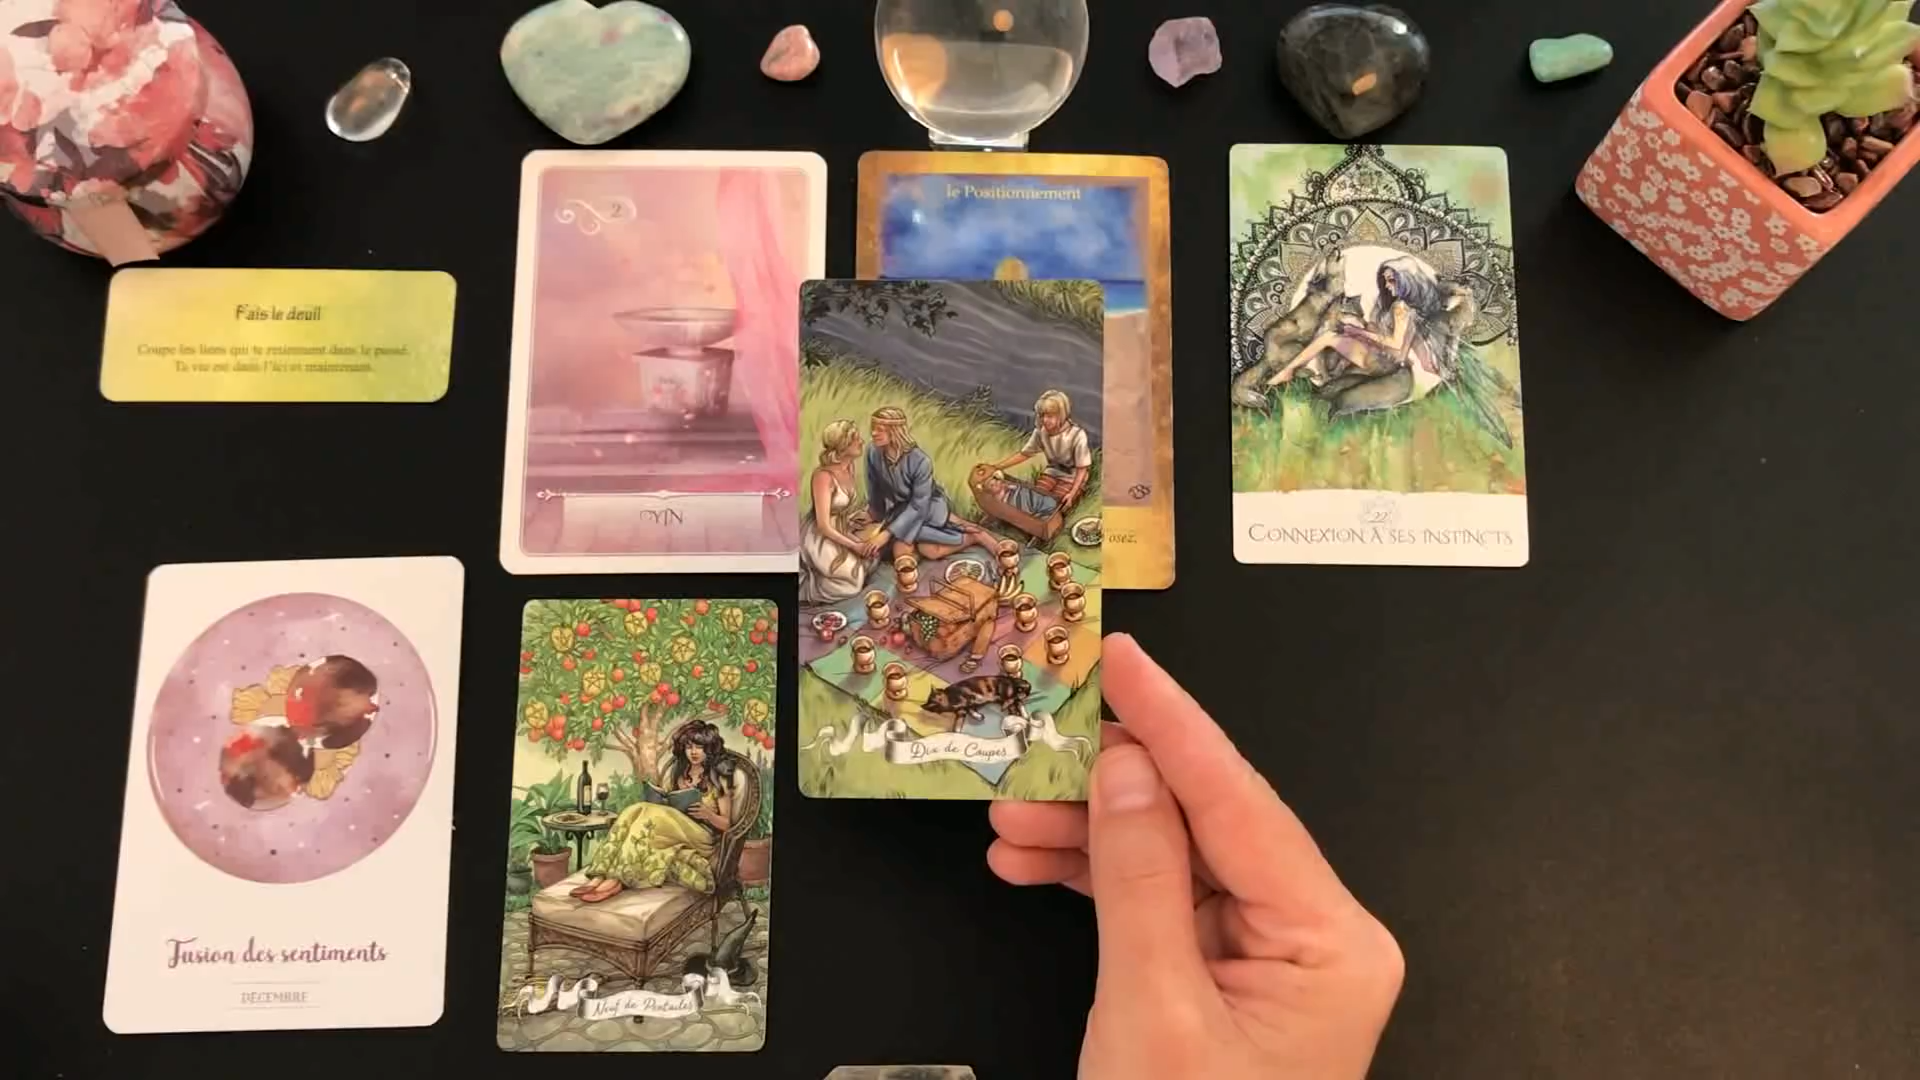 Fais le deuil
Coupe les liens qui te retiennent dans le passé.
Ta vie est dans l'ici et maintenant.
2
YIN
le Positionnement
osez.
22
CONNEXION À SES INSTINCTS
Dix de Coupes
Fusion des sentiments
DÉCEMBRE
Neuf de Pentacles